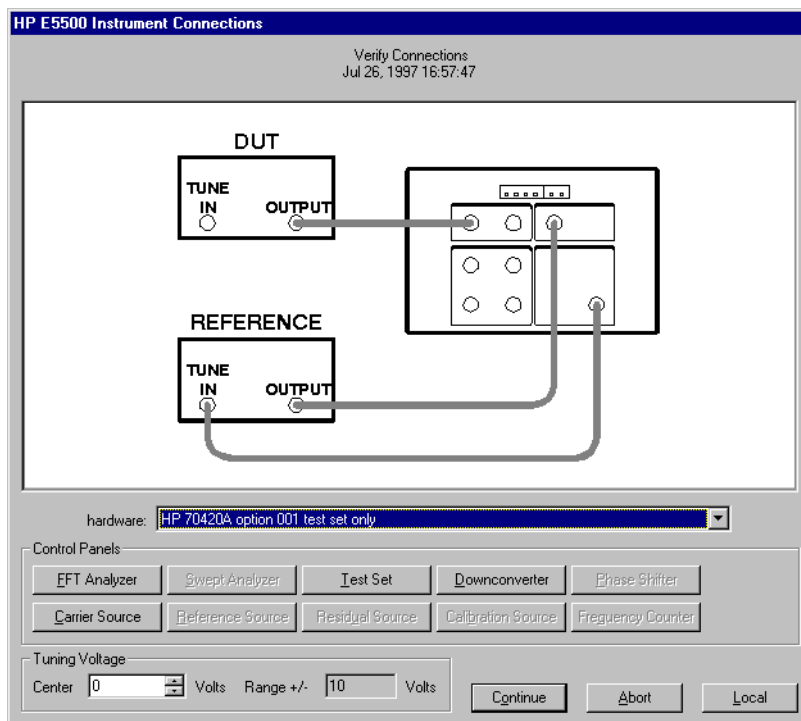 HP E5500 Instrument Connections
Verify Connections
Jul 26, 1997 16:57:47
DUT
TUNE
IN OUTPUT
REFERENCE
TUNE
IN OUTPUT
hardware: HP 70420A option 001 test set only
Control Panels
FFT Analyzer Swept Analyzer Test Set Downconverter Phase Shifter
Carrier Source Reference Source Residual Source Calibration Source Frequency Counter
Tuning Voltage
Center 0 Volts Range +/- 10 Volts
Continue Abort Local